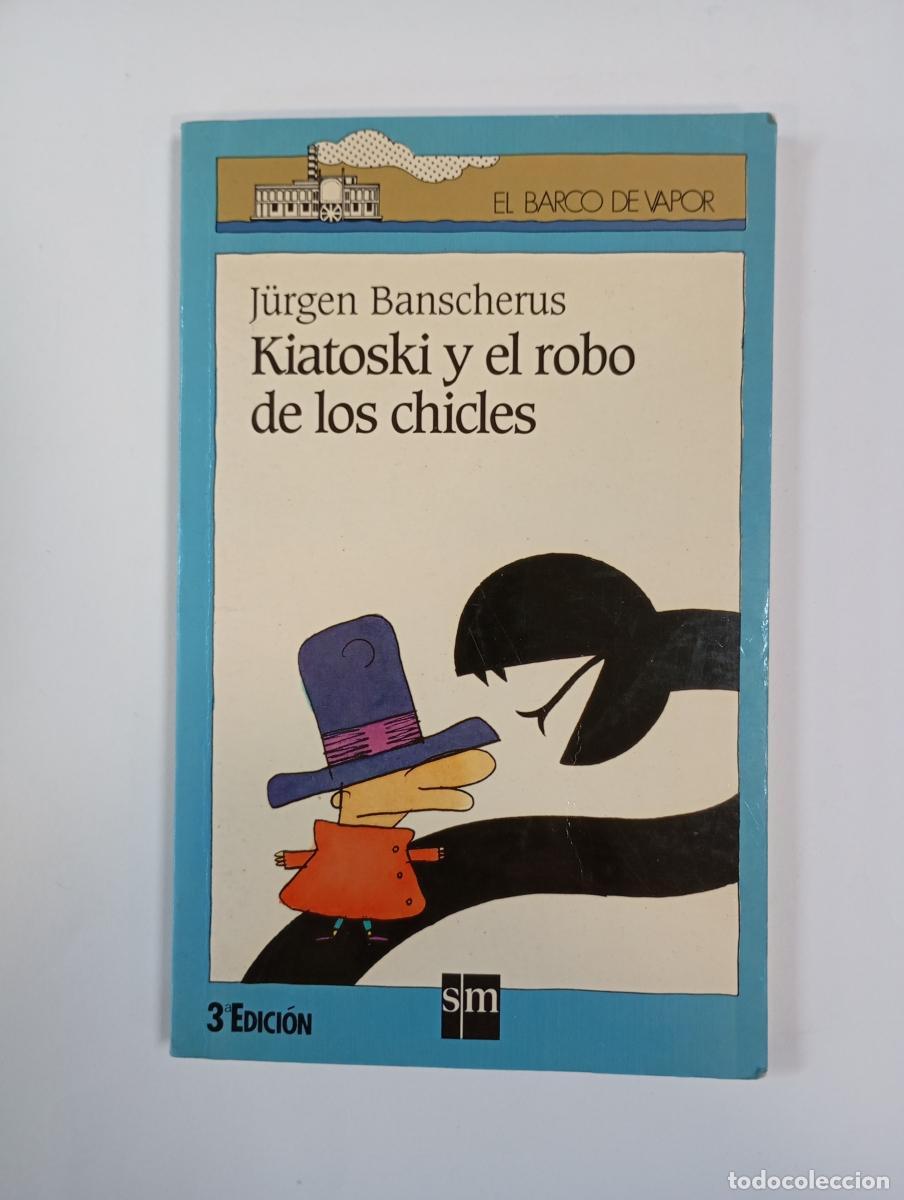 EL BARCO DE VAPOR
Jürgen Banscherus
Kiatoski y el robo
de los chicles
3ª EDICIÓN
sm
todocoleccion